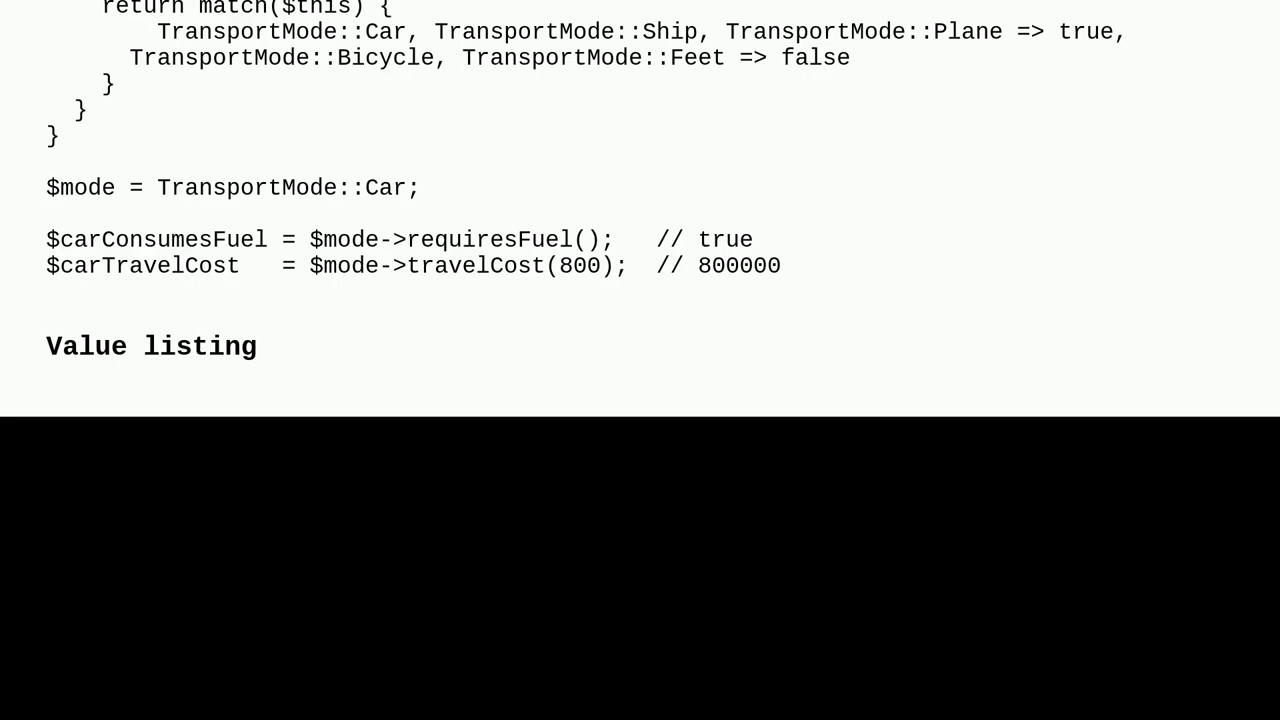 return match($this) {
TransportMode::Car, TransportMode::Ship, TransportMode::Plane => true,
TransportMode::Bicycle, TransportMode::Feet => false
}
}
}
$mode = TransportMode::Car;
$carConsumesFuel = $mode->requiresFuel();   // true
$carTravelCost   = $mode->travelCost(800);  // 800000
Value listing